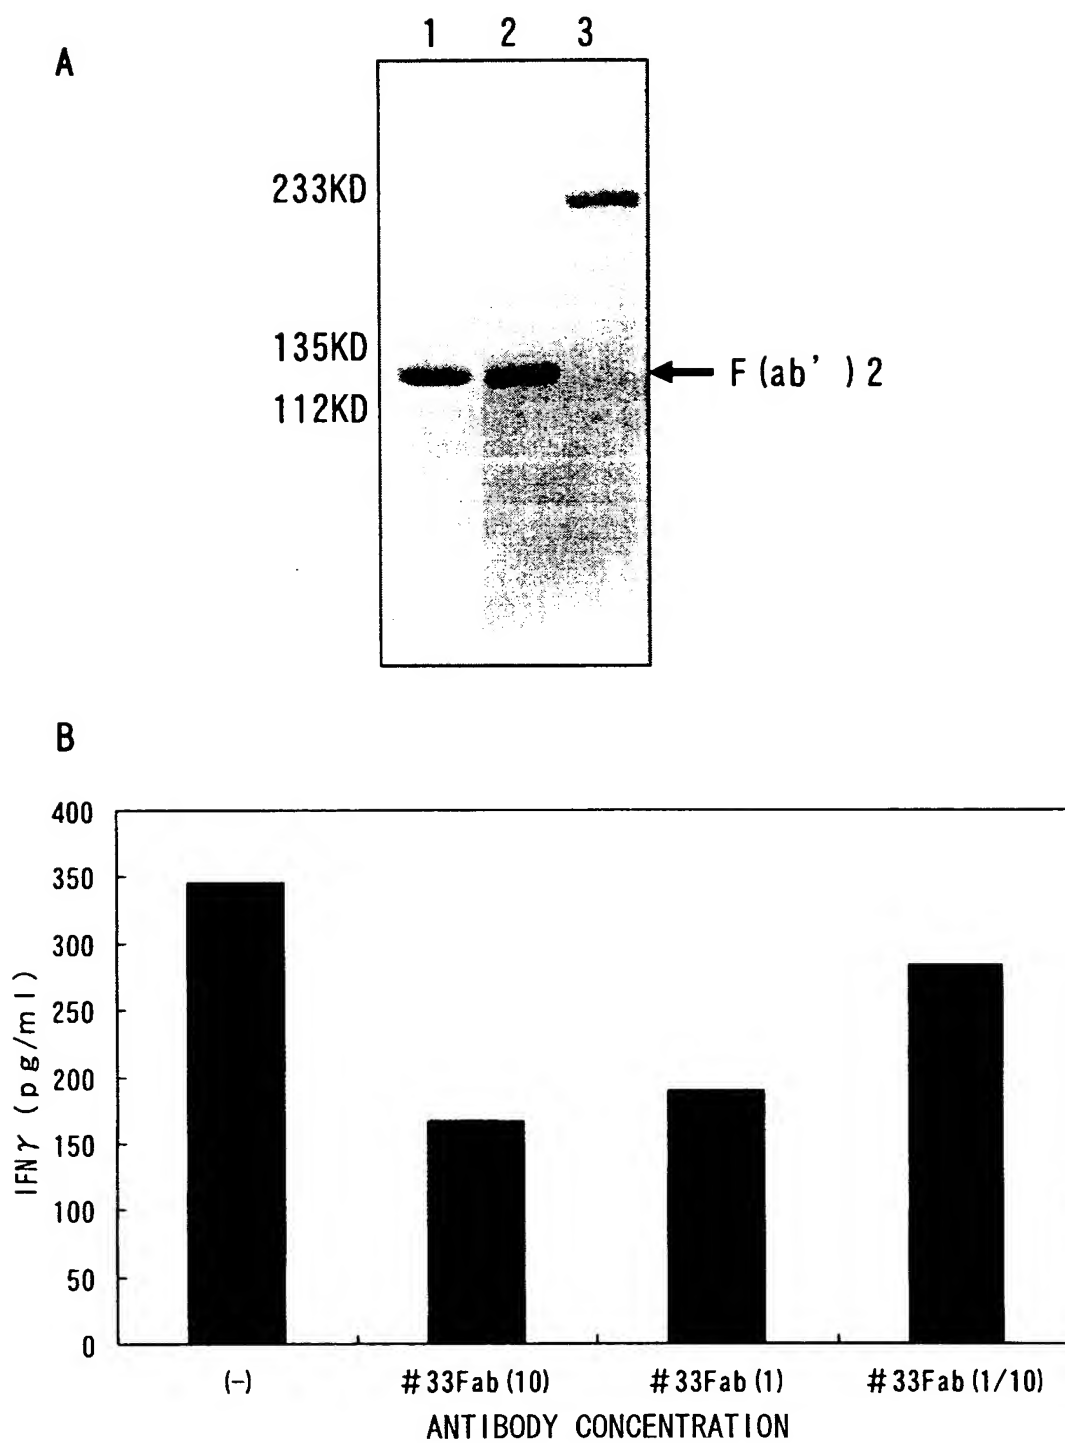 A
1 2 3
233KD
135KD
F(ab')2
112KD
B
400
350
300
250
200
150
100
50
0
IFNγ (pg/ml)
(-) #33Fab(10) #33Fab(1) #33Fab(1/10)
ANTIBODY CONCENTRATION